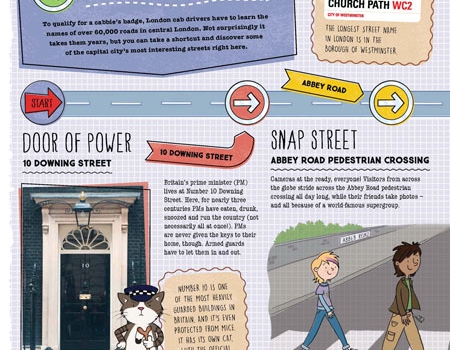 To qualify for a cabbie's badge, London cab drivers have to learn the
names of over 60,000 roads in central London. Not surprisingly it
takes them years, but you can take a shortcut and discover some
of the capital city's most interesting streets right here.
CHURCH PATH WC2
CITY OF WESTMINSTER
THE LONGEST STREET NAME
IN LONDON IS IN THE
BOROUGH OF WESTMINSTER.
START
ABBEY ROAD
DOOR OF POWER
10 DOWNING STREET
10 DOWNING STREET
Britain's prime minister (PM)
lives at Number 10 Downing
Street. Here, for nearly three
centuries PMs have eaten, drunk,
snoozed and run the country (not
necessarily all at once!). PMs
are never given the keys to their
home, though. Armed guards
have to let them in and out.
10
NUMBER 10 IS ONE
OF THE MOST HEAVILY
GUARDED BUILDINGS IN
BRITAIN, AND IT'S EVEN
PROTECTED FROM MICE.
IT HAS ITS OWN CAT,
SNAP STREET
ABBEY ROAD PEDESTRIAN CROSSING
Cameras at the ready, everyone! Visitors from across
the globe stride across the Abbey Road pedestrian
crossing all day long, while their friends take photos –
and all because of a world-famous supergroup.
ABBEY ROAD